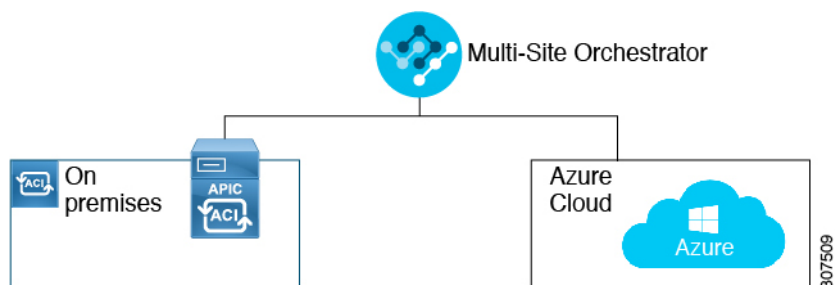 Multi-Site Orchestrator
ACI
On
premises
APIC
ACI
Azure
Cloud
Azure
307509